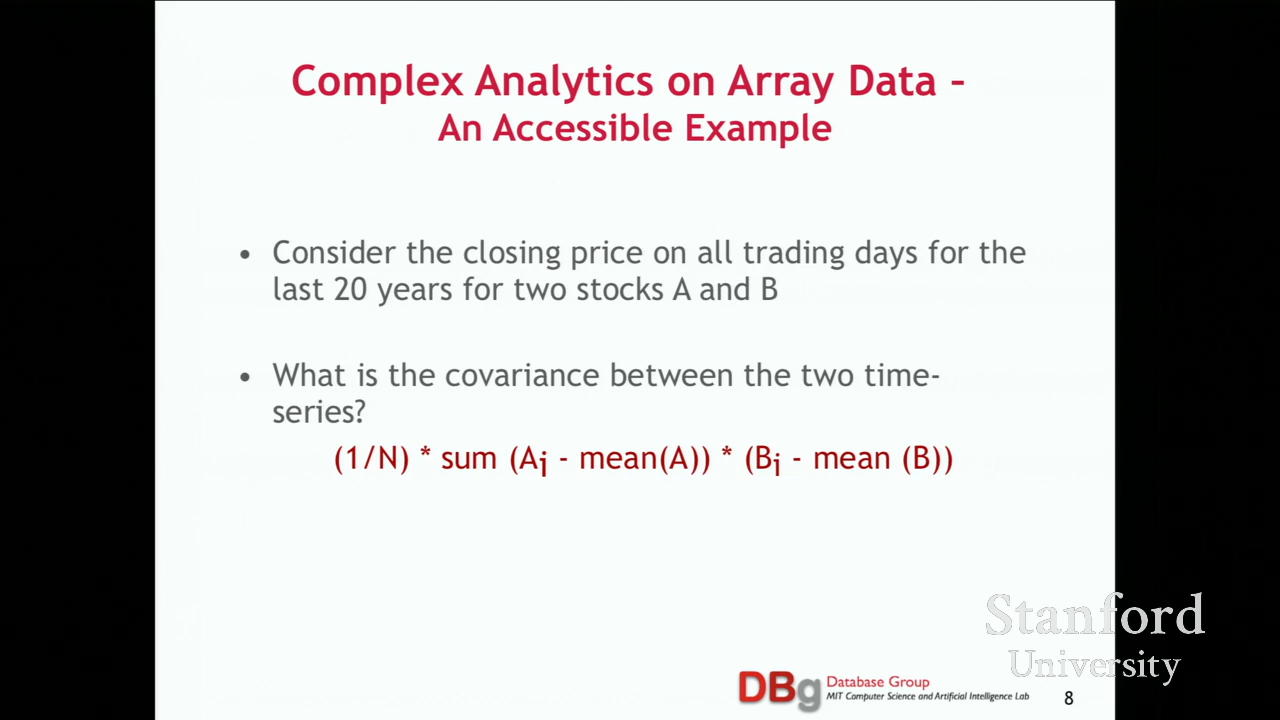 Complex Analytics on Array Data –
An Accessible Example
• Consider the closing price on all trading days for the
last 20 years for two stocks A and B
• What is the covariance between the two time-
series?
(1/N) * sum (Ai - mean(A)) * (Bi - mean (B))
Stanford
University
DBg
Database Group
MIT Computer Science and Artificial Intelligence Lab
8